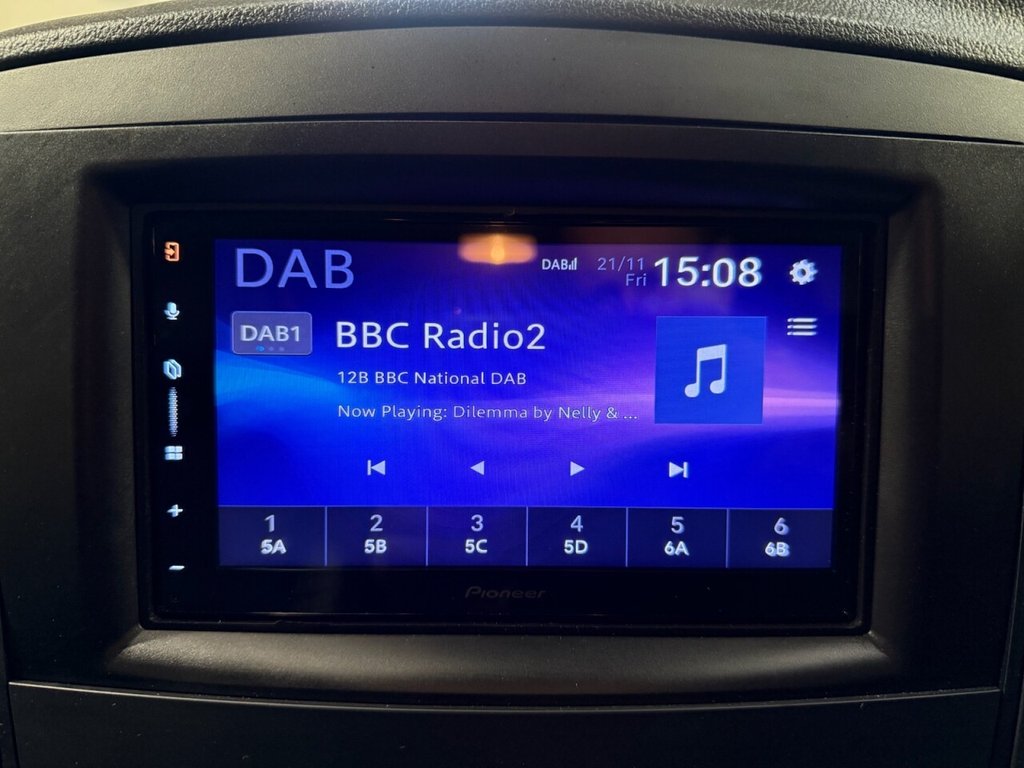 DAB
DAB 21/11 Fri 15:08
DAB1
BBC Radio2
12B BBC National DAB
Now Playing: Dilemma by Nelly & ...
1 2 3 4 5 6
5A 5B 5C 5D 6A 6B
Pioneer